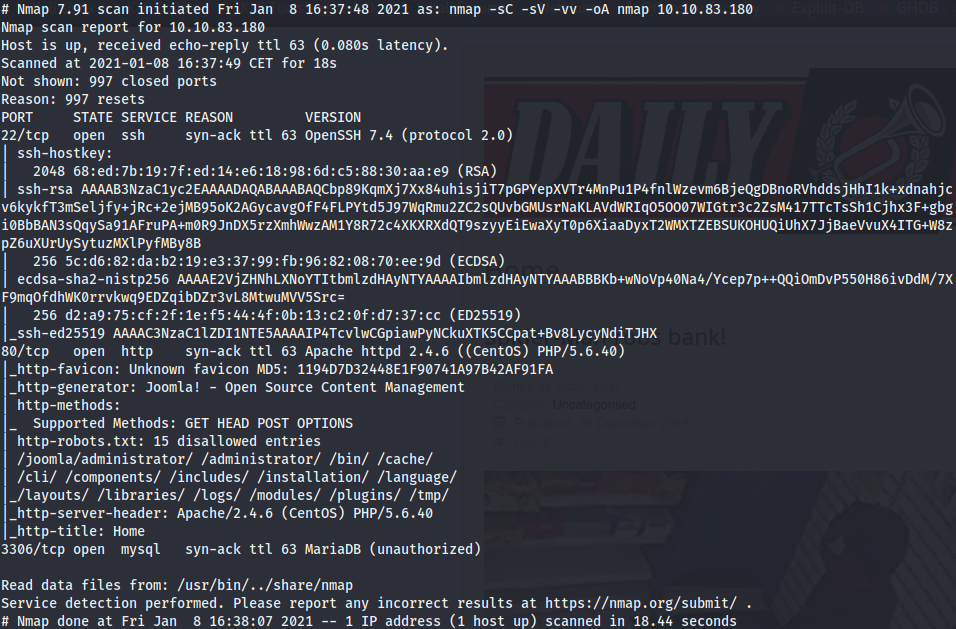 # Nmap 7.91 scan initiated Fri Jan  8 16:37:48 2021 as: nmap -sC -sV -vv -oA nmap 10.10.83.180
Nmap scan report for 10.10.83.180
Host is up, received echo-reply ttl 63 (0.080s latency).
Scanned at 2021-01-08 16:37:49 CET for 18s
Not shown: 997 closed ports
Reason: 997 resets
PORT     STATE SERVICE REASON         VERSION
22/tcp   open  ssh     syn-ack ttl 63 OpenSSH 7.4 (protocol 2.0)
| ssh-hostkey:
|   2048 68:ed:7b:19:7f:ed:14:e6:18:98:6d:c5:88:30:aa:e9 (RSA)
| ssh-rsa AAAAB3NzaC1yc2EAAAADAQABAAABAQCbp89KqmXj7Xx84uhisjiT7pGPYepXVTr4MnPu1P4fnlWzevm6BjeQgDBnoRVhddsjHhI1k+xdnahjc
v6kykfT3mSeljfy+jRc+2ejMB95oK2AGycavgOfF4FLPYtd5J97WqRmu2ZC2sQUvbGMUsrNaKLAVdWRIqO5OO07WIGtr3c2ZsM417TTcTsSh1Cjhx3F+gbg
i0BbBAN3sQqySa91AFruPA+m0R9JnDX5rzXmhWwzAM1Y8R72c4XKXRXdQT9szyyEiEwaXyT0p6XiaaDyxT2WMXTZEBSUKOHUQiUhX7JjBaeVvuX4ITG+W8z
pZ6uXUrUySytuzMXlPyfMBy8B
|   256 5c:d6:82:da:b2:19:e3:37:99:fb:96:82:08:70:ee:9d (ECDSA)
| ecdsa-sha2-nistp256 AAAAE2VjZHNhLXNoYTItbmlzdHAyNTYAAAAIbmlzdHAyNTYAAABBBKb+wNoVp40Na4/Ycep7p++QQiOmDvP550H86ivDdM/7X
F9mqOfdhWK0rrvkwq9EDZqibDZr3vL8MtwuMVV5Src=
|   256 d2:a9:75:cf:2f:1e:f5:44:4f:0b:13:c2:0f:d7:37:cc (ED25519)
|_ssh-ed25519 AAAAC3NzaC1lZDI1NTE5AAAAIP4TcvlwCGpiawPyNCkuXTK5CCpat+Bv8LycyNdiTJHX
80/tcp   open  http    syn-ack ttl 63 Apache httpd 2.4.6 ((CentOS) PHP/5.6.40)
|_http-favicon: Unknown favicon MD5: 1194D7D32448E1F90741A97B42AF91FA
|_http-generator: Joomla! - Open Source Content Management
| http-methods:
|_  Supported Methods: GET HEAD POST OPTIONS
| http-robots.txt: 15 disallowed entries
| /joomla/administrator/ /administrator/ /bin/ /cache/
| /cli/ /components/ /includes/ /installation/ /language/
|_/layouts/ /libraries/ /logs/ /modules/ /plugins/ /tmp/
|_http-server-header: Apache/2.4.6 (CentOS) PHP/5.6.40
|_http-title: Home
3306/tcp open  mysql   syn-ack ttl 63 MariaDB (unauthorized)
Read data files from: /usr/bin/../share/nmap
Service detection performed. Please report any incorrect results at https://nmap.org/submit/ .
# Nmap done at Fri Jan  8 16:38:07 2021 -- 1 IP address (1 host up) scanned in 18.44 seconds
Exploit-DB
GHDB
DAILY
bank!
Uncategorised